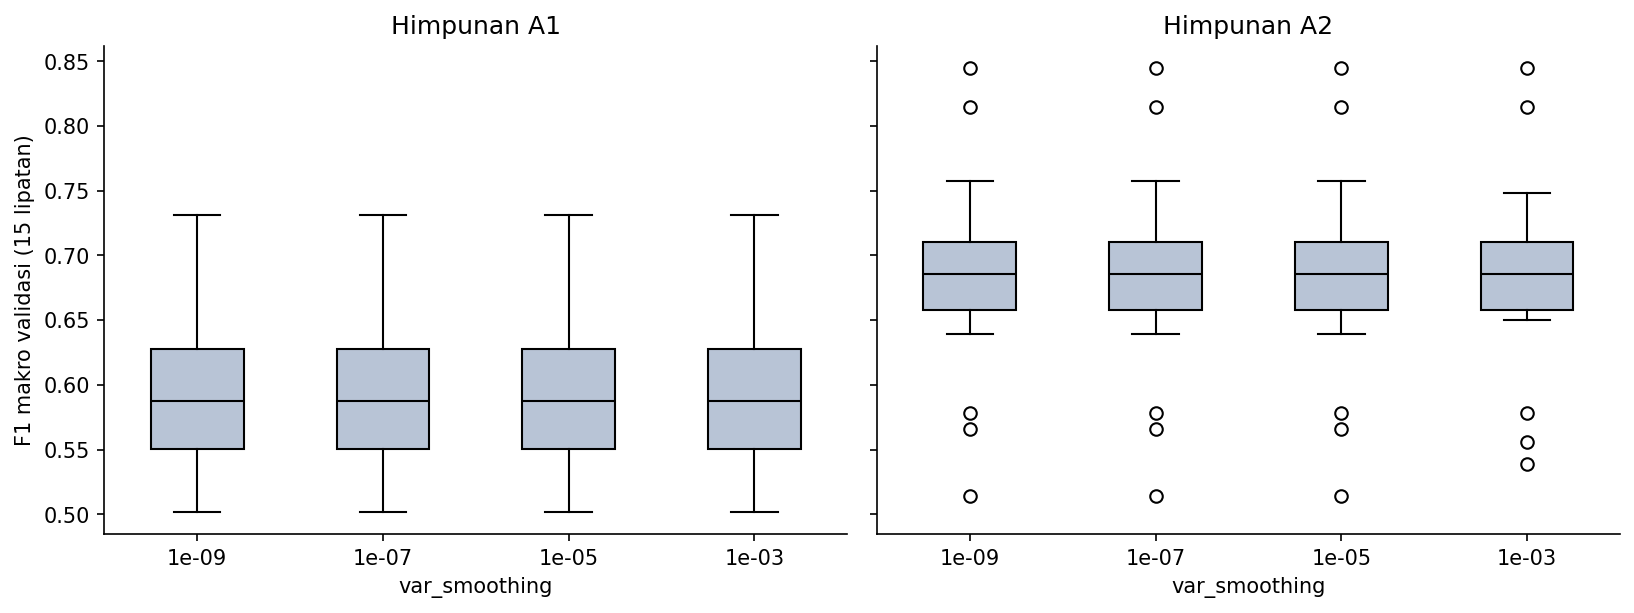 Himpunan A1
F1 makro validasi (15 lipatan)
0.85
0.80
0.75
0.70
0.65
0.60
0.55
0.50
1e-09 1e-07 1e-05 1e-03
var_smoothing
Himpunan A2
1e-09 1e-07 1e-05 1e-03
var_smoothing